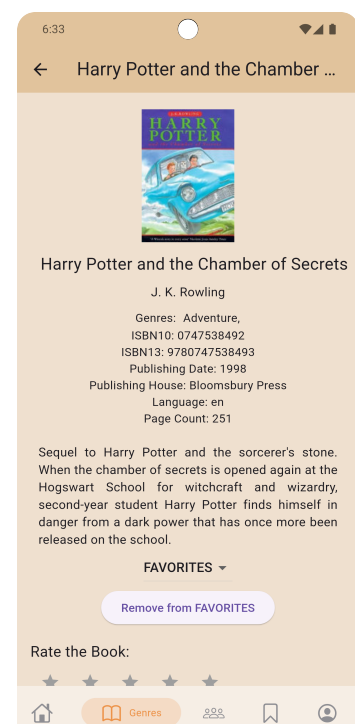 6:33
Harry Potter and the Chamber ...
HARRY
POTTER
Harry Potter and the Chamber of Secrets
J. K. Rowling
Genres: Adventure,
ISBN10: 0747538492
ISBN13: 9780747538493
Publishing Date: 1998
Publishing House: Bloomsbury Press
Language: en
Page Count: 251
Sequel to Harry Potter and the sorcerer's stone.
When the chamber of secrets is opened again at the
Hogswart School for witchcraft and wizardry,
second-year student Harry Potter finds himself in
danger from a dark power that has once more been
released on the school.
FAVORITES
Remove from FAVORITES
Rate the Book:
Genres